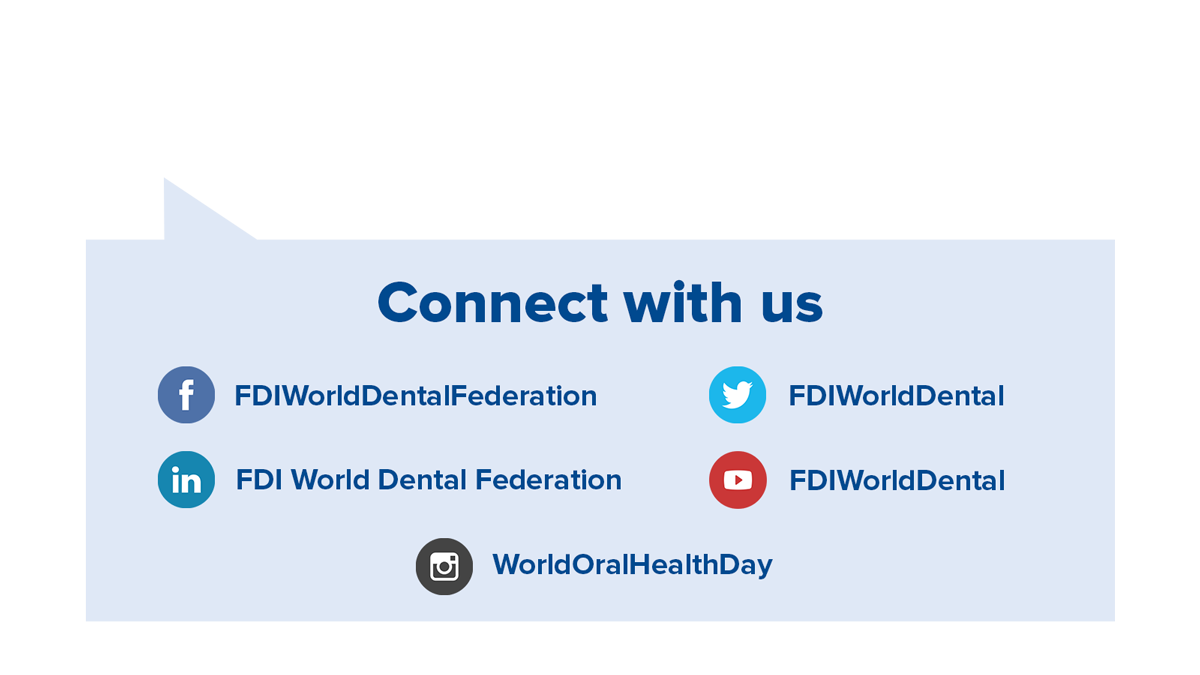 Connect with us
FDIWorldDentalFederation
FDIWorldDental
FDI World Dental Federation
FDIWorldDental
WorldOralHealthDay